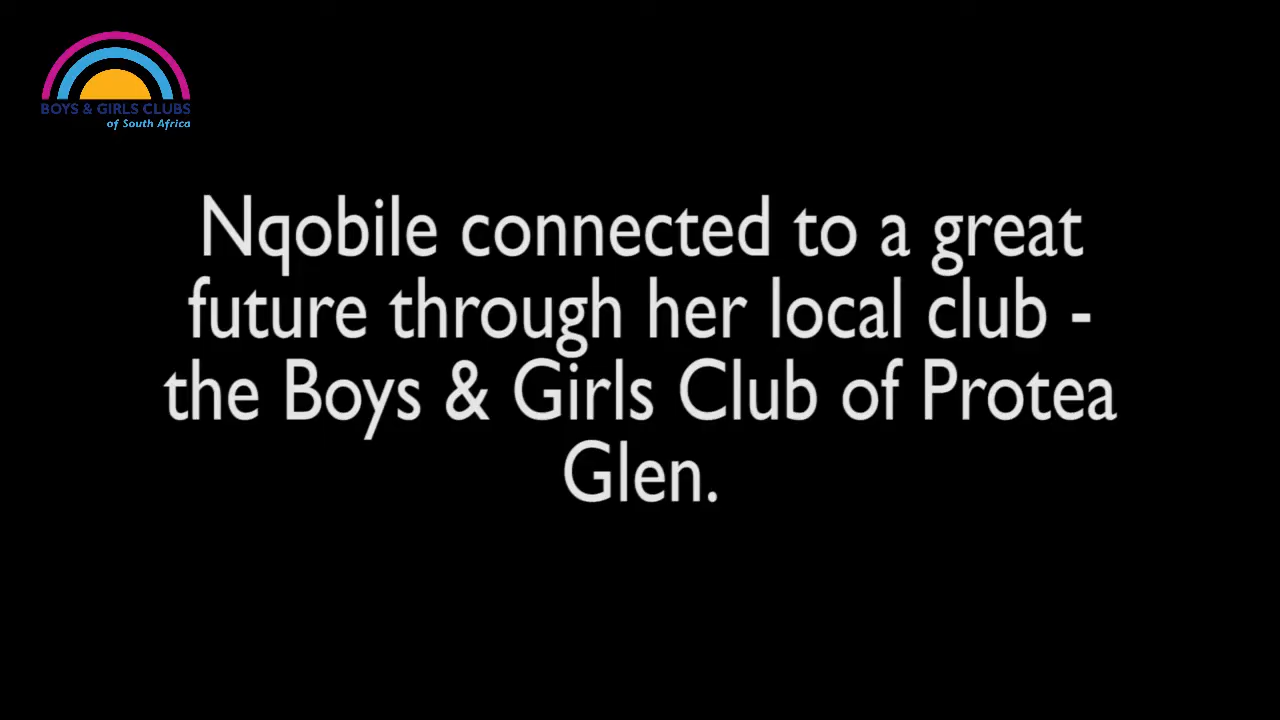 BOYS & GIRLS CLUBS
of South Africa
Nqobile connected to a great
future through her local club -
the Boys & Girls Club of Protea
Glen.